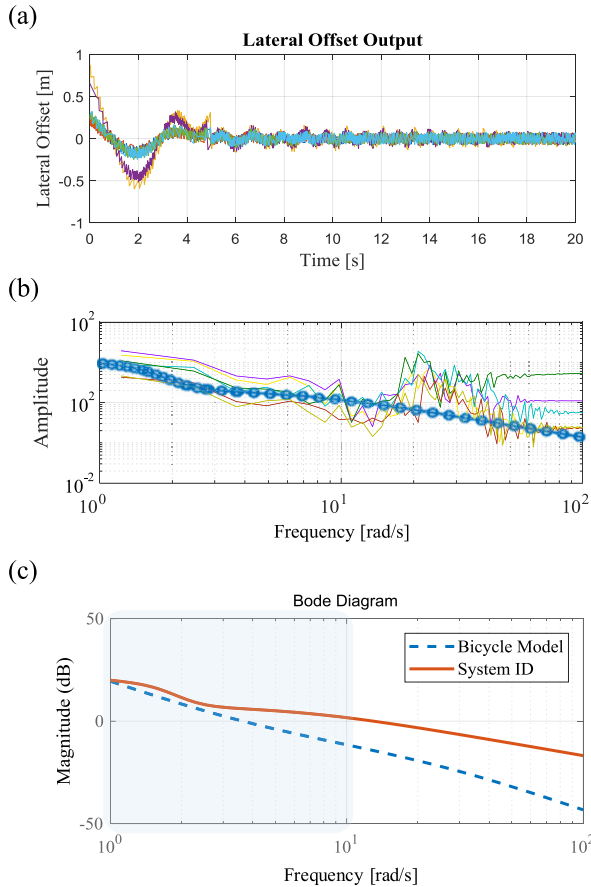 (a)
Lateral Offset Output
Lateral Offset [m]
1
0.5
0
-0.5
-1
0 2 4 6 8 10 12 14 16 18 20
Time [s]
(b)
Amplitude
10^2
10^2
10^-2
10^0 10^1 10^2
Frequency [rad/s]
(c)
Bode Diagram
Magnitude (dB)
50
0
-50
Bicycle Model
System ID
10^0 10^1 10^2
Frequency [rad/s]